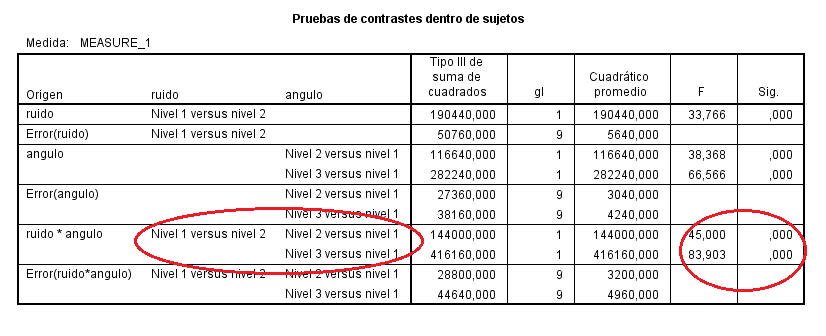 Pruebas de contrastes dentro de sujetos
Medida: MEASURE_1
Origen ruido angulo Tipo III de suma de cuadrados gl Cuadrático promedio F Sig.
ruido Nivel 1 versus nivel 2 190440,000 1 190440,000 33,766 ,000
Error(ruido) Nivel 1 versus nivel 2 50760,000 9 5640,000
angulo Nivel 2 versus nivel 1 116640,000 1 116640,000 38,368 ,000
Nivel 3 versus nivel 1 282240,000 1 282240,000 66,566 ,000
Error(angulo) Nivel 2 versus nivel 1 27360,000 9 3040,000
Nivel 3 versus nivel 1 38160,000 9 4240,000
ruido * angulo Nivel 1 versus nivel 2 Nivel 2 versus nivel 1 144000,000 1 144000,000 45,000 ,000
Nivel 3 versus nivel 1 416160,000 1 416160,000 83,903 ,000
Error(ruido*angulo) Nivel 1 versus nivel 2 Nivel 2 versus nivel 1 28800,000 9 3200,000
Nivel 3 versus nivel 1 44640,000 9 4960,000